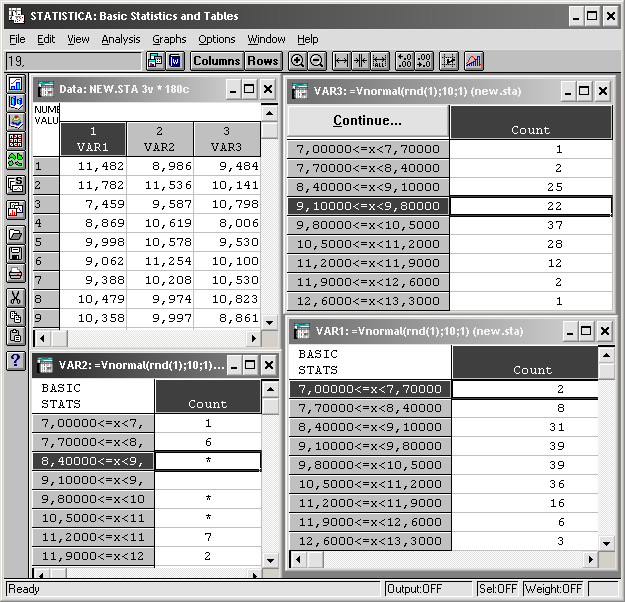 STATISTICA: Basic Statistics and Tables
File Edit View Analysis Graphs Options Window Help
19, Columns Rows
Data: NEW.STA 3v * 180c
NUME VALU 1 VAR1 2 VAR2 3 VAR3
1 11,482 8,986 9,484
2 11,782 11,536 10,141
3 7,459 9,587 10,798
4 8,869 10,619 8,006
5 9,998 10,578 9,530
6 9,062 11,254 10,100
7 9,388 10,208 10,530
8 10,479 9,974 10,823
9 10,358 9,997 8,861
VAR3: =Vnormal(rnd(1);10;1) (new.sta)
Continue... Count
7,00000<=x<7,70000 1
7,70000<=x<8,40000 2
8,40000<=x<9,10000 25
9,10000<=x<9,80000 22
9,80000<=x<10,5000 37
10,5000<=x<11,2000 28
11,2000<=x<11,9000 12
11,9000<=x<12,6000 2
12,6000<=x<13,3000 1
VAR2: =Vnormal(rnd(1);10;1)...
BASIC STATS Count
7,00000<=x<7, 1
7,70000<=x<8, 6
8,40000<=x<9, *
9,10000<=x<9,
9,80000<=x<10 *
10,5000<=x<11 *
11,2000<=x<11 7
11,9000<=x<12 2
VAR1: =Vnormal(rnd(1);10;1) (new.sta)
BASIC STATS Count
7,00000<=x<7,70000 2
7,70000<=x<8,40000 8
8,40000<=x<9,10000 31
9,10000<=x<9,80000 39
9,80000<=x<10,5000 39
10,5000<=x<11,2000 36
11,2000<=x<11,9000 16
11,9000<=x<12,6000 6
12,6000<=x<13,3000 3
Ready Output:OFF Sel:OFF Weight:OFF